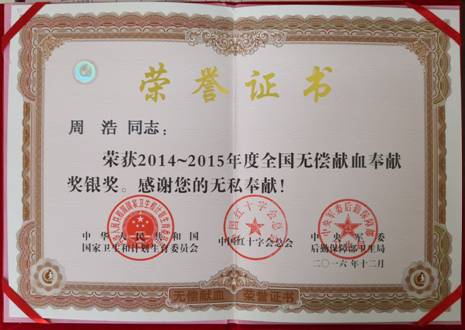 荣誉证书
周 浩 同志：
荣获2014~2015年度全国无偿献血奉献
奖银奖。感谢您的无私奉献！
中华人民共和国
国家卫生和计划生育委员会
中国红十字会总会
中央军委
后勤保障部卫生局
二〇一六年十二月
无偿献血 荣誉证书